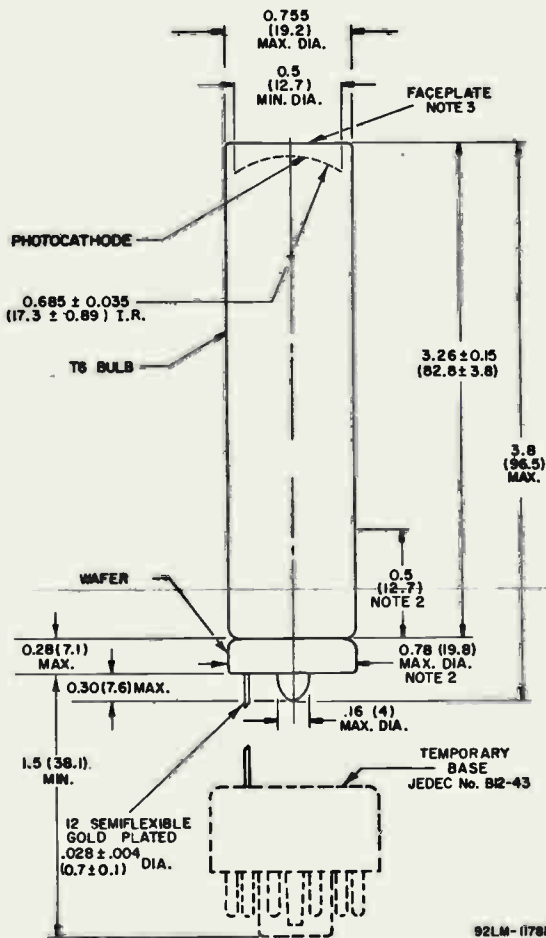 0.755
(19.2)
MAX. DIA.
0.5
(12.7)
MIN. DIA.
FACEPLATE
NOTE 3
PHOTOCATHODE
0.685 ± 0.035
(17.3 ± 0.89) I.R.
T6 BULB
3.26±0.15
(82.8±3.8)
3.8
(96.5)
MAX.
WAFER
0.5
(12.7)
NOTE 2
0.28(7.1)
MAX.
0.78 (19.8)
MAX. DIA.
NOTE 2
0.30(7.6) MAX.
.16 (4)
MAX. DIA.
1.5 (38.1)
MIN.
TEMPORARY
BASE
JEDEC No. B12-43
12 SEMIFLEXIBLE
GOLD PLATED
.028±.004 DIA.
(0.7±0.1)